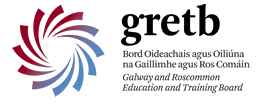 gretb
Bord Oideachais agus Oiliúna
na Gaillimhe agus Ros Comáin
Galway and Roscommon
Education and Training Board